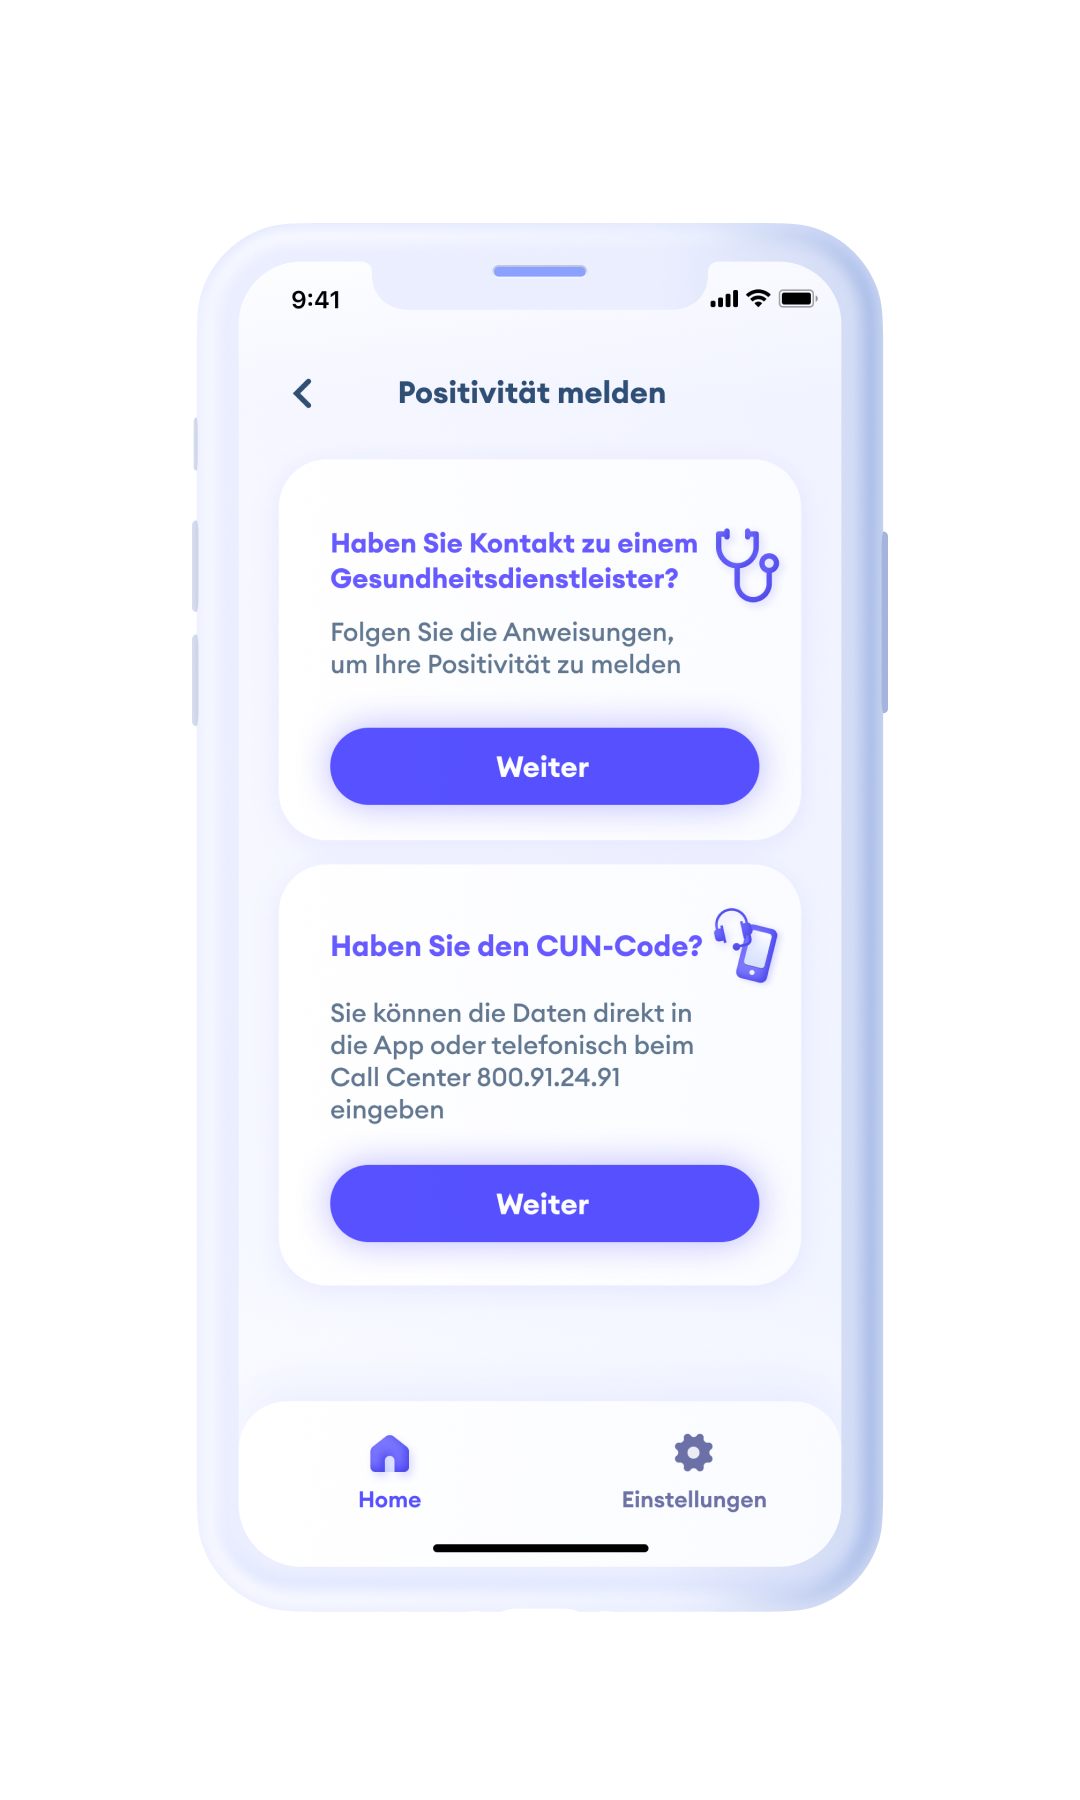 9:41
Positivität melden
Haben Sie Kontakt zu einem
Gesundheitsdienstleister?
Folgen Sie die Anweisungen,
um Ihre Positivität zu melden
Weiter
Haben Sie den CUN-Code?
Sie können die Daten direkt in
die App oder telefonisch beim
Call Center 800.91.24.91
eingeben
Weiter
Home
Einstellungen